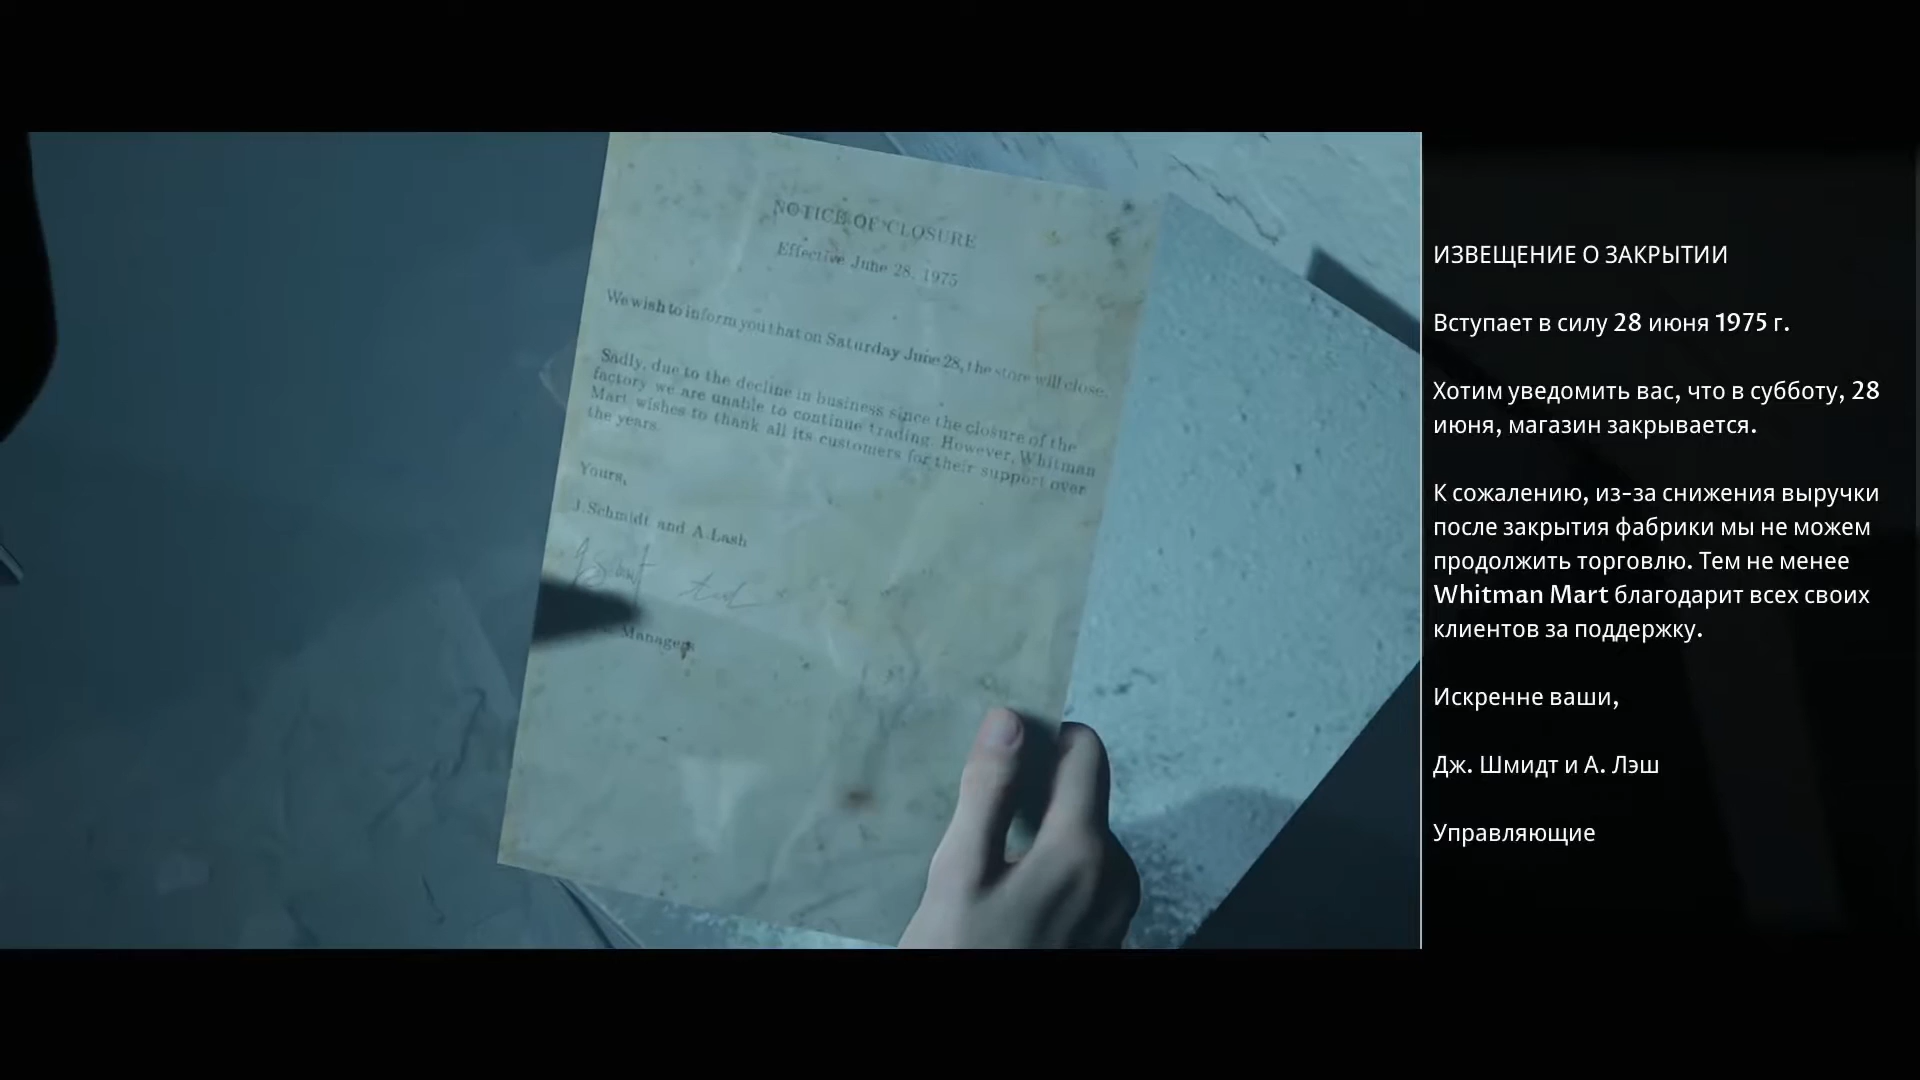 NOTICE OF CLOSURE
Effective June 28, 1975
We wish to inform you that on Saturday June 28, the store will close.
Sadly, due to the decline in business since the closure of the
factory we are unable to continue trading. However, Whitman
Mart wishes to thank all its customers for their support over
the years.
Yours,
J. Schmidt and A. Lash
Managers
ИЗВЕЩЕНИЕ О ЗАКРЫТИИ
Вступает в силу 28 июня 1975 г.
Хотим уведомить вас, что в субботу, 28
июня, магазин закрывается.
К сожалению, из-за снижения выручки
после закрытия фабрики мы не можем
продолжить торговлю. Тем не менее
Whitman Mart благодарит всех своих
клиентов за поддержку.
Искренне ваши,
Дж. Шмидт и А. Лэш
Управляющие